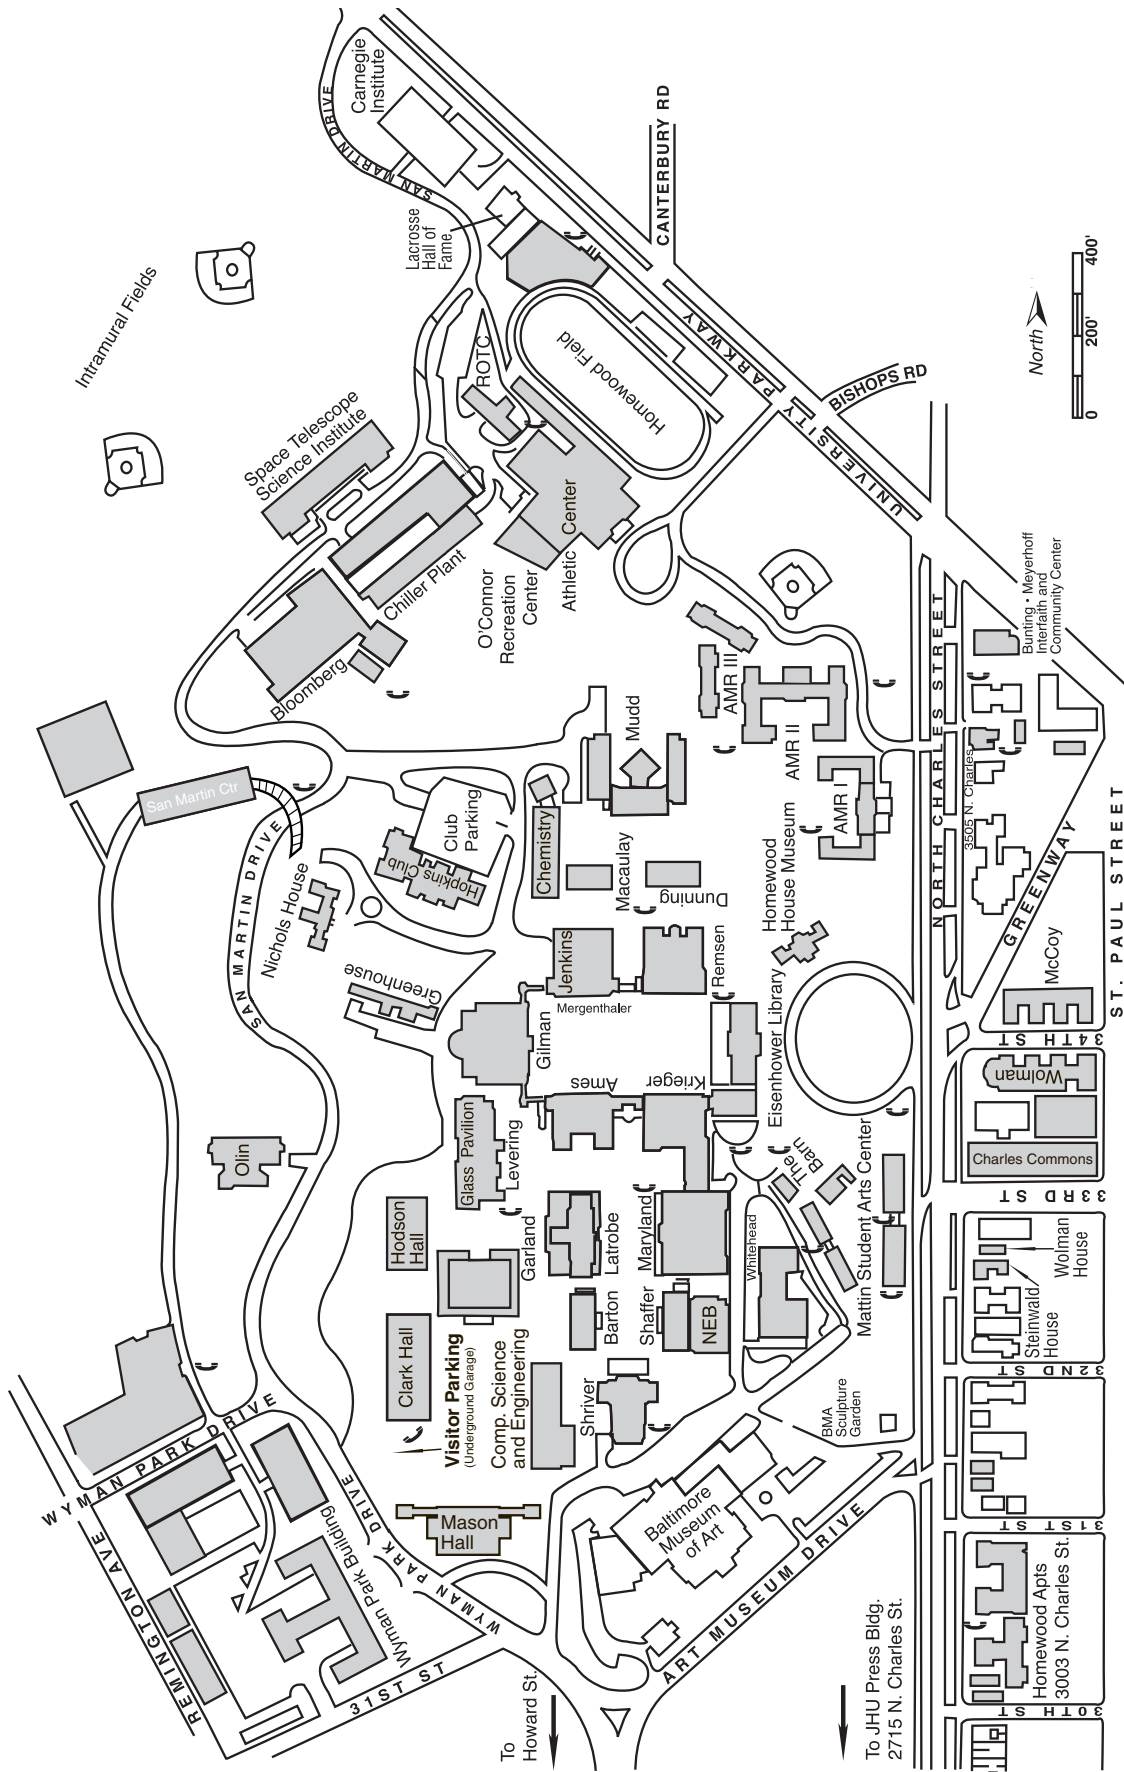 Carnegie
Institute
SAN MARTIN DRIVE
SAN MARTIN DRIVE
CANTERBURY RD
Lacrosse
Hall of
Fame
Intramural Fields
North
0 200' 400'
ROTC
Homewood Field
UNIVERSITY PARKWAY
BISHOPS RD
Space Telescope
Science Institute
Chiller Plant
O'Connor
Recreation
Center
Athletic Center
Bunting • Meyerhoff
Interfaith and
Community Center
Bloomberg
AMR III
AMR II
AMR I
Mudd
NORTH CHARLES STREET
3505 N. Charles
San Martin Ctr
SAN MARTIN DRIVE
Nichols House
Club
Parking
Hopkins Club
Chemistry
Macaulay
Dunning
Homewood
House Museum
GREENWAY
ST. PAUL STREET
Greenhouse
Jenkins
Mergenthaler
Remsen
McCoy
34TH ST
Gilman
Ames
Krieger
Eisenhower Library
Wolman
Olin
Glass Pavilion
Levering
The
Barn
Charles Commons
33RD ST
Hodson
Hall
Garland
Latrobe
Maryland
Whitehead
Mattin Student Arts Center
Wolman
House
Steinwald
House
32ND ST
Clark Hall
Barton
Shaffer
NEB
Visitor Parking
(Underground Garage)
Comp. Science
and Engineering
Shriver
BMA
Sculpture
Garden
WYMAN PARK DRIVE
REMINGTON AVE
Wyman Park Building
WYMAN PARK DRIVE
Mason
Hall
Baltimore
Museum
of Art
ART MUSEUM DRIVE
31ST ST
31ST ST
Homewood Apts
3003 N. Charles St.
30TH ST
To
Howard St.
To JHU Press Bldg.
2715 N. Charles St.